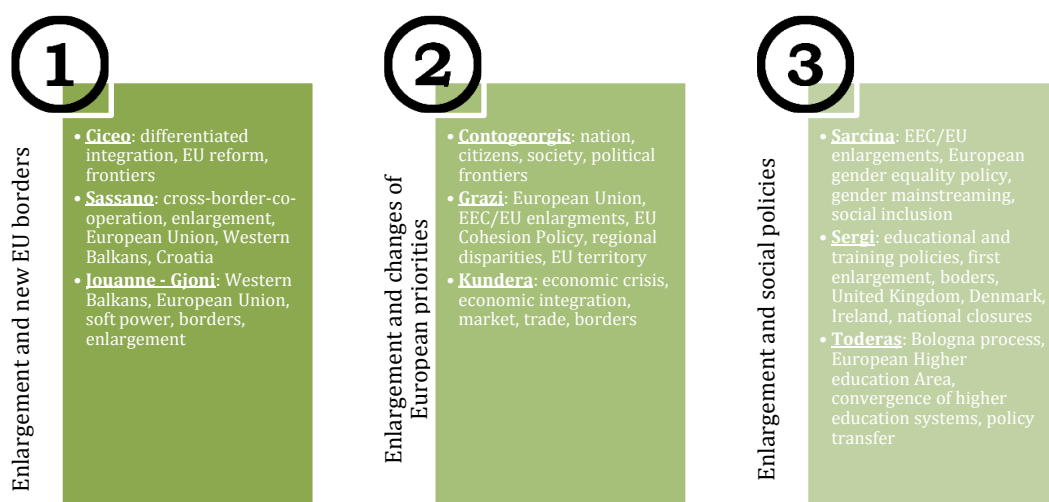 1
Enlargement and new EU borders
• Ciceo: differentiated
integration, EU reform,
frontiers
• Sassano: cross-border-co-
operation, enlargement,
European Union, Western
Balkans, Croatia
• Jouanne - Gjoni: Western
Balkans, European Union,
soft power, borders,
enlargement
2
Enlargement and changes of
European priorities
• Contogeorgis: nation,
citizens, society, political
frontiers
• Grazi: European Union,
EEC/EU enlargments, EU
Cohesion Policy, regional
disparities, EU territory
• Kundera: economic crisis,
economic integration,
market, trade, borders
3
Enlargement and social policies
• Sarcina: EEC/EU
enlargements, European
gender equality policy,
gender mainstreaming,
social inclusion
• Sergi: educational and
training policies, first
enlargement, boders,
United Kingdom, Denmark,
Ireland, national closures
• Toderas: Bologna process,
European Higher
education Area,
convergence of higher
education systems, policy
transfer